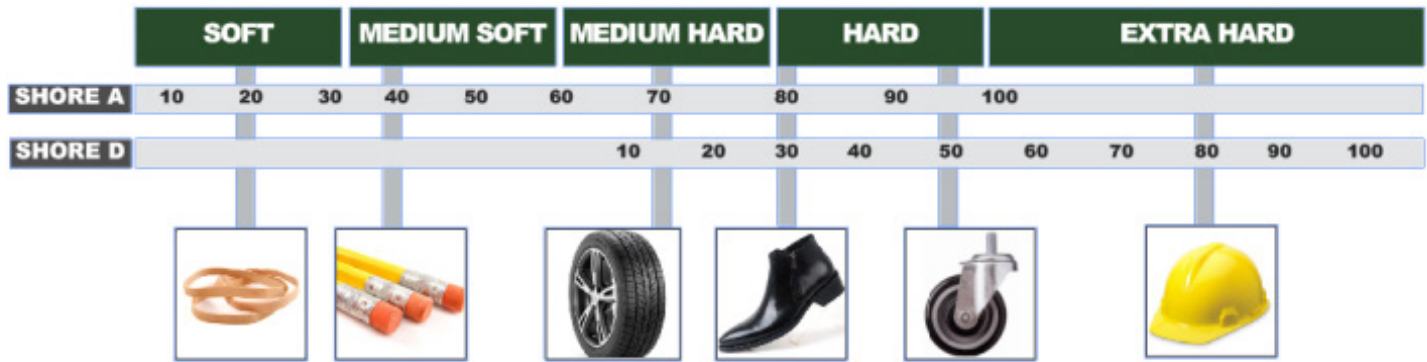 SOFT MEDIUM SOFT MEDIUM HARD HARD EXTRA HARD
SHORE A 10 20 30 40 50 60 70 80 90 100
SHORE D 10 20 30 40 50 60 70 80 90 100